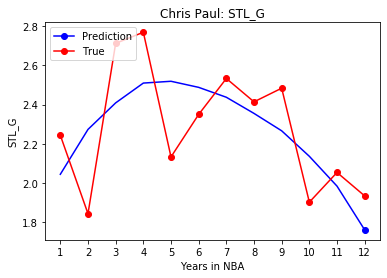 Chris Paul: STL_G
Prediction
True
STL_G
2.8
2.6
2.4
2.2
2.0
1.8
1 2 3 4 5 6 7 8 9 10 11 12
Years in NBA